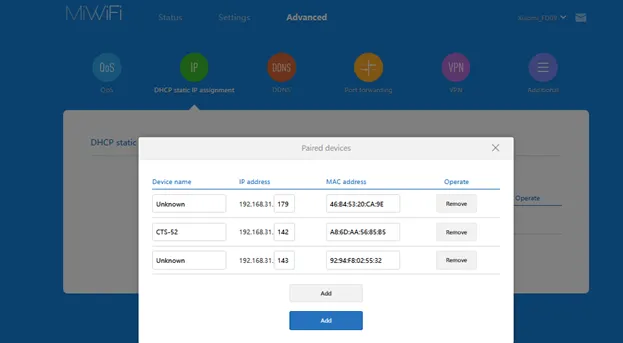 MiWiFi
Status Settings Advanced
QoS IP DDNS VPN
QoS DHCP static IP assignment DDNS Port forwarding VPN
DHCP static
Paired devices
Device name IP address MAC address Operate
Unknown 192.168.31. 179 46:B4:53:20:CA:9E Remove
Operate
CTS-52 192.168.31. 142 A8:6D:AA:56:85:B5 Remove
Unknown 192.168.31. 143 92:94:F8:02:55:32 Remove
Add
Add